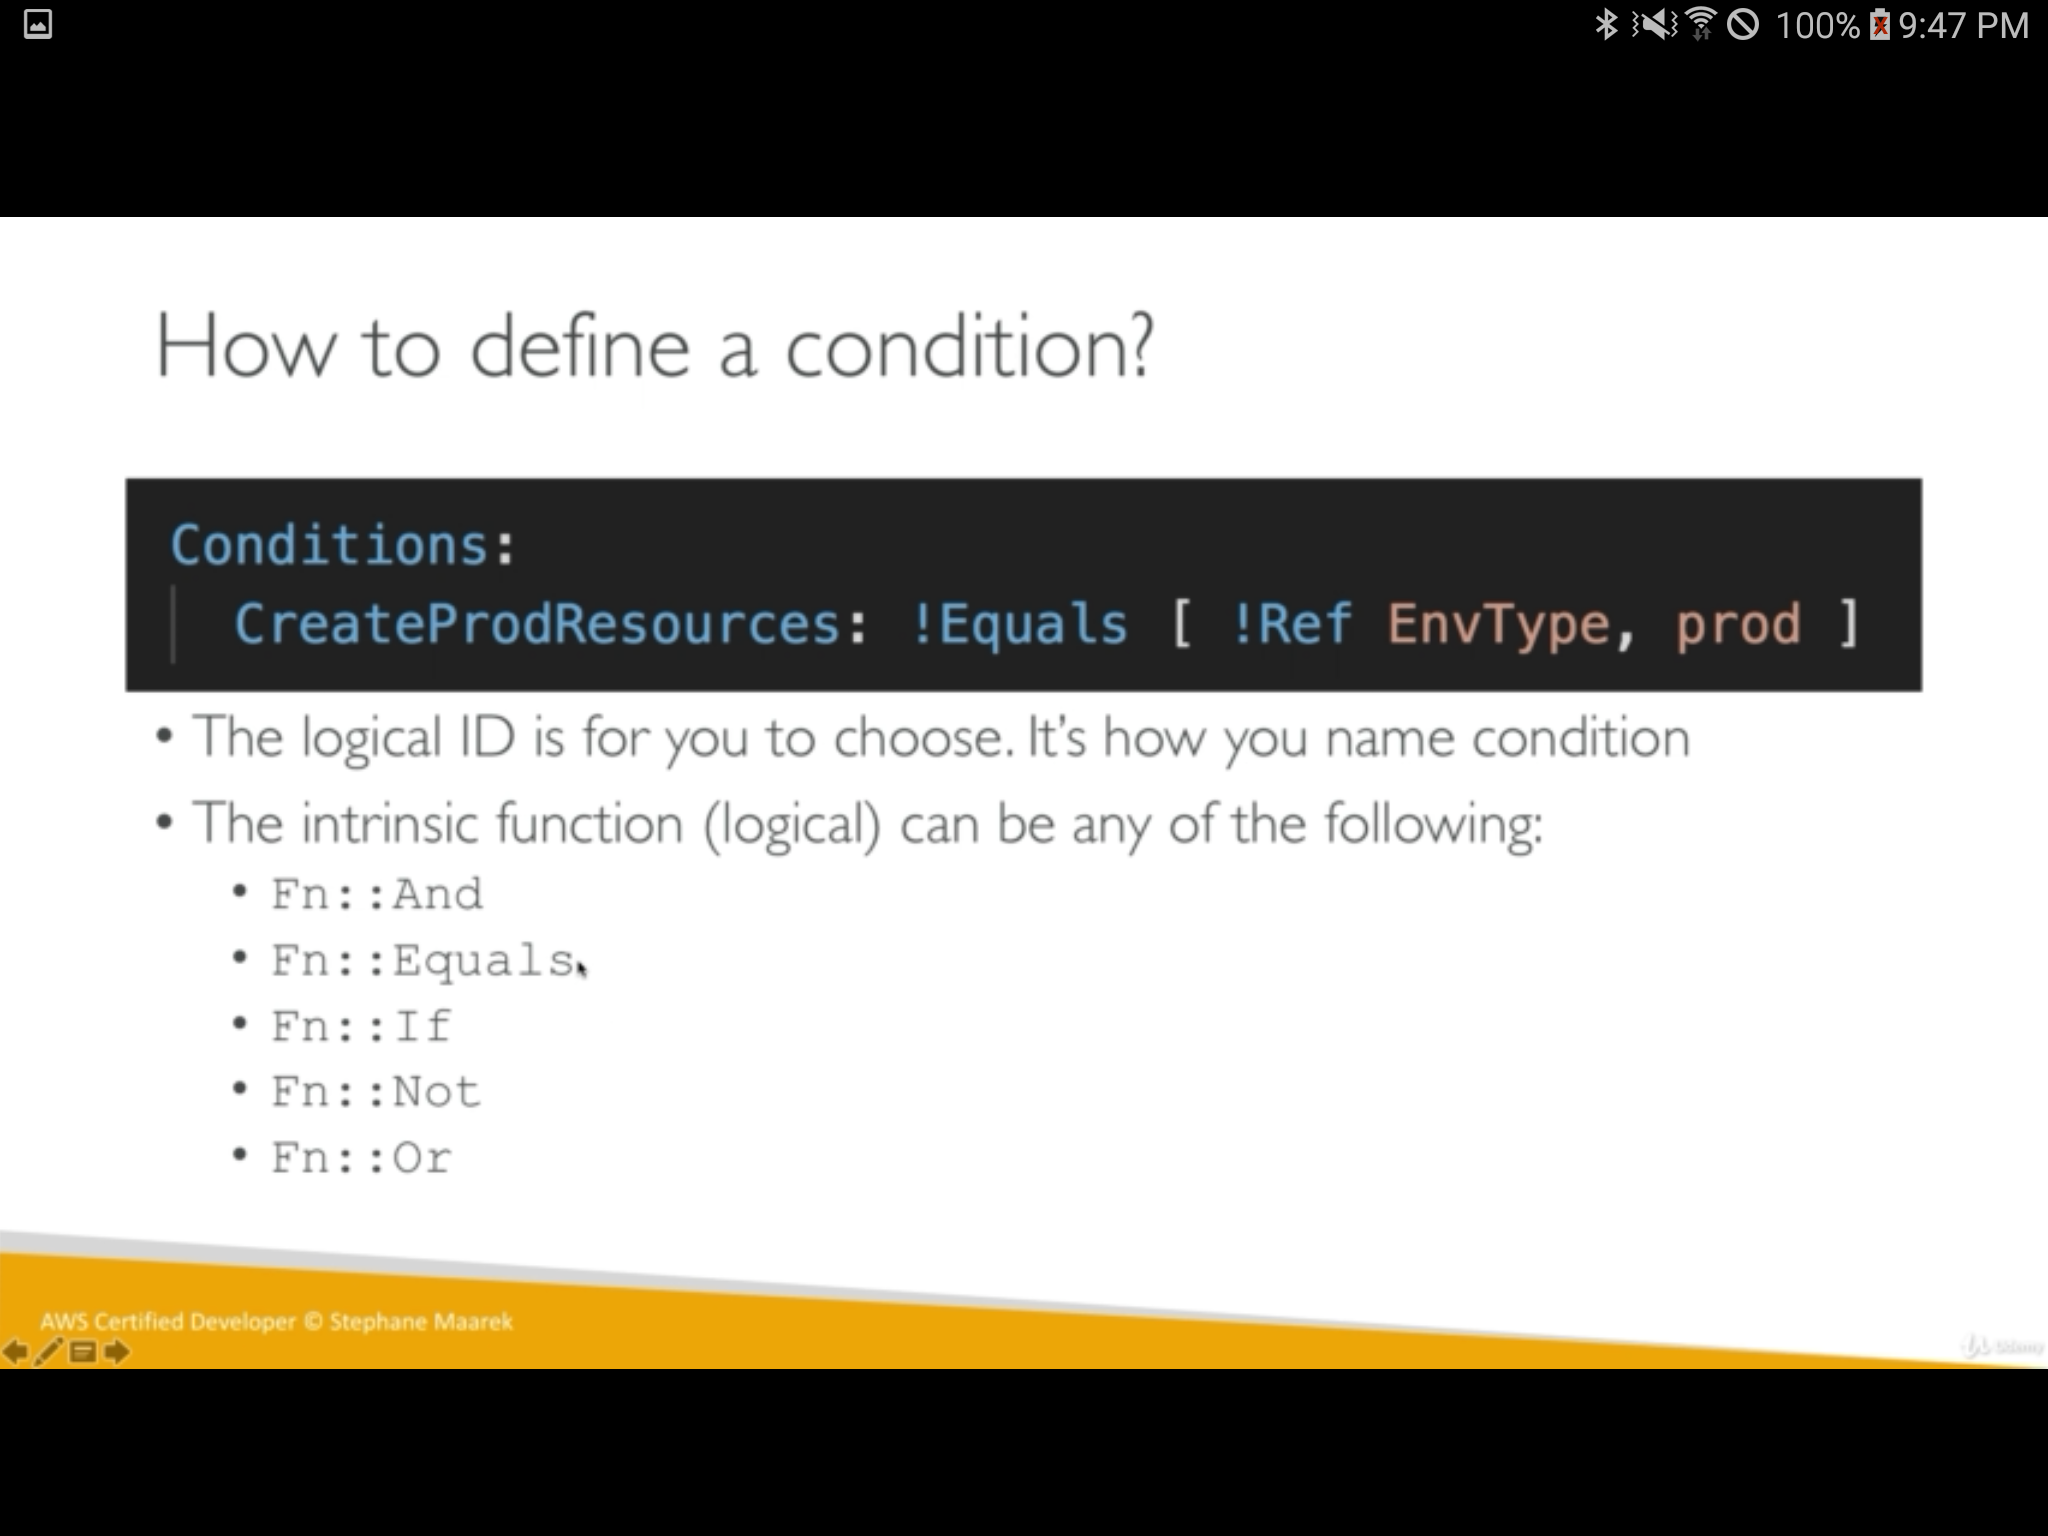 100% 9:47 PM
How to define a condition?
Conditions:
CreateProdResources: !Equals [ !Ref EnvType, prod ]
• The logical ID is for you to choose. It's how you name condition
• The intrinsic function (logical) can be any of the following:
• Fn::And
• Fn::Equals
• Fn::If
• Fn::Not
• Fn::Or
AWS Certified Developer © Stephane Maarek
Udemy